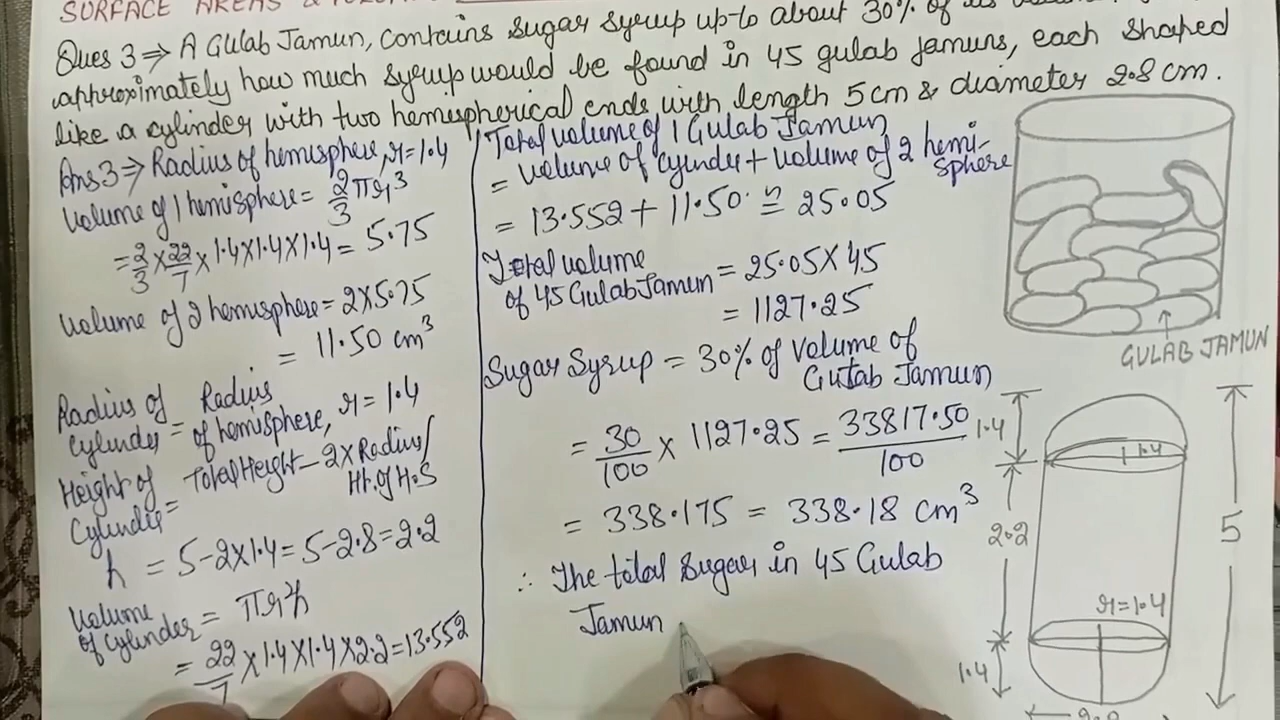 SURFACE AREAS &
Ques 3 ⇒ A Gulab Jamun, contains sugar syrup up-to about 30% of its
approximately how much syrup would be found in 45 gulab jamuns, each shaped
like a cylinder with two hemispherical ends with length 5cm & diameter 2.8cm.
Ans 3 ⇒ Radius of hemisphere, r = 1.4
Volume of 1 hemisphere = 2/3 πr³
= 2/3 × 22/7 × 1.4 × 1.4 × 1.4 = 5.75
Volume of 2 hemisphere = 2×5.75
= 11.50 cm³
Radius of Cylinder = Radius of hemisphere, r = 1.4
Height of Cylinder = Total Height – 2× Radius/ Ht. of H.S
h = 5-2×1.4 = 5-2.8 = 2.2
Volume of Cylinder = πr²h
= 22/7 × 1.4 × 1.4 × 2.2 = 13.552
Total volume of 1 Gulab Jamun
= Volume of cylinder + Volume of 2 hemi-
sphere
= 13.552 + 11.50 ≅ 25.05
Total volume of 45 Gulab Jamun = 25.05 × 45
= 1127.25
Sugar Syrup = 30% of volume of
Gulab Jamun
= 30/100 × 1127.25 = 33817.50/100
= 338.175 = 338.18 cm³
∴ The total sugar in 45 Gulab
Jamun
GULAB JAMUN
1.4
1.4
2.2
5
r=1.4
1.4